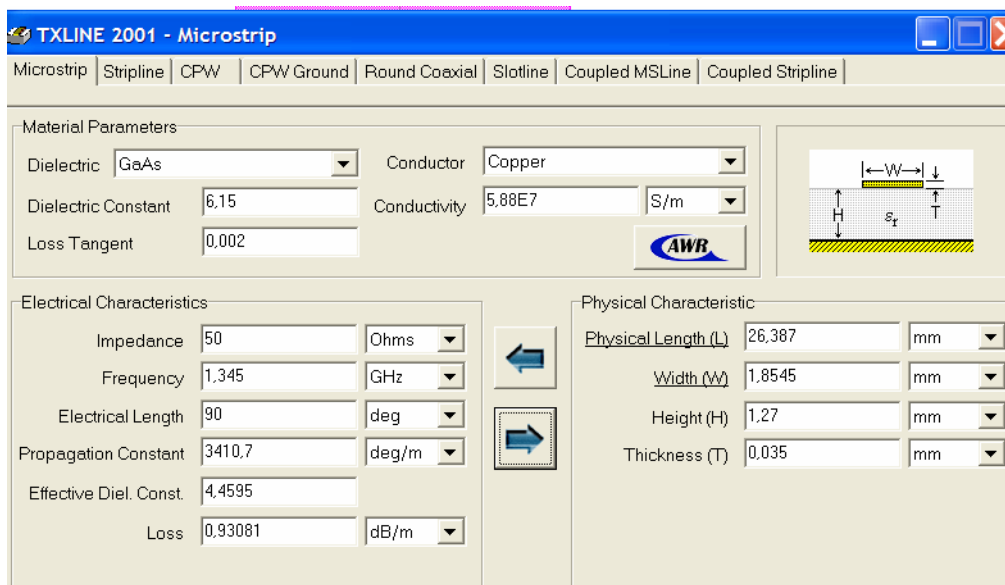 TXLINE 2001 - Microstrip
Microstrip Stripline CPW CPW Ground Round Coaxial Slotline Coupled MSLine Coupled Stripline
Material Parameters
Dielectric GaAs Conductor Copper
Dielectric Constant 6,15 Conductivity 5,88E7 S/m
Loss Tangent 0,002 AWR
W H εr T
Electrical Characteristics
Impedance 50 Ohms
Frequency 1,345 GHz
Electrical Length 90 deg
Propagation Constant 3410,7 deg/m
Effective Diel. Const. 4,4595
Loss 0,93081 dB/m
Physical Characteristic
Physical Length (L) 26,387 mm
Width (W) 1,8545 mm
Height (H) 1,27 mm
Thickness (T) 0,035 mm